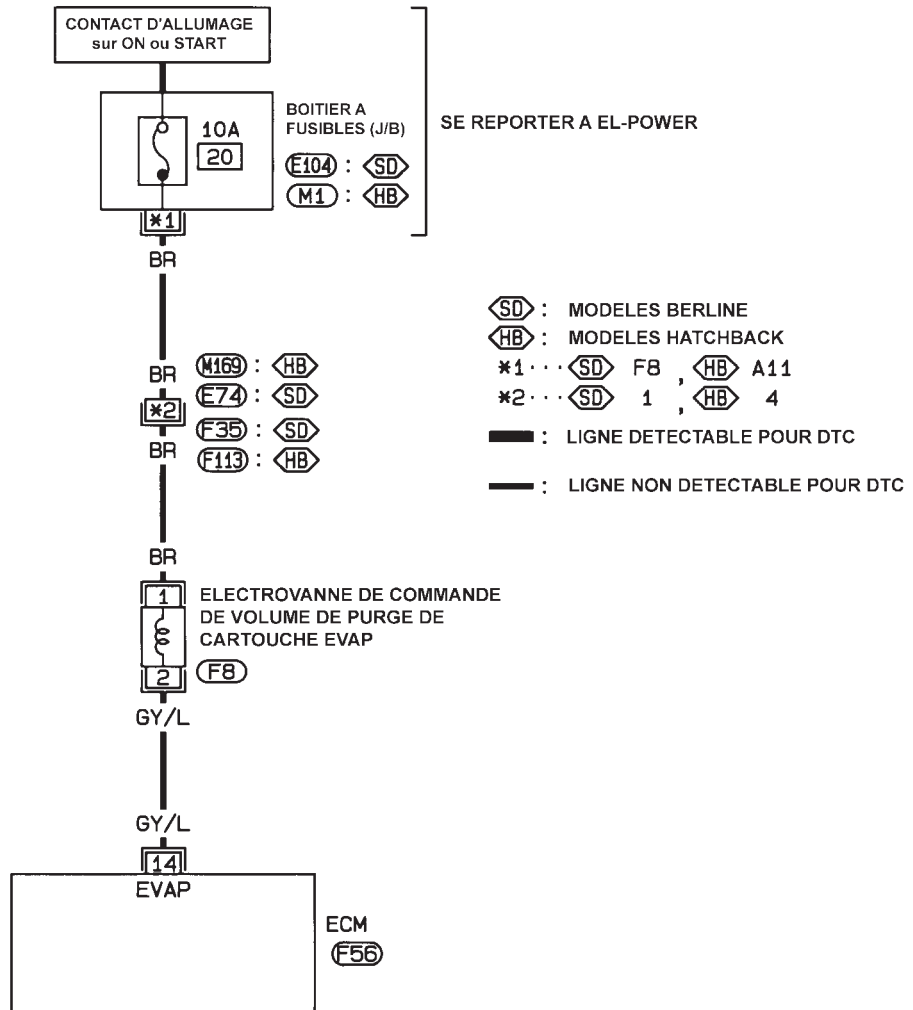 CONTACT D'ALLUMAGE
sur ON ou START
10A
20
BOITIER A
FUSIBLES (J/B)
E104 : SD
M1 : HB
SE REPORTER A EL-POWER
*1
BR
BR
*2
BR
M169 : HB
E74 : SD
F35 : SD
F113 : HB
SD : MODELES BERLINE
HB : MODELES HATCHBACK
*1 ··· SD F8 , HB A11
*2 ··· SD 1 , HB 4
: LIGNE DETECTABLE POUR DTC
: LIGNE NON DETECTABLE POUR DTC
BR
1
ELECTROVANNE DE COMMANDE
DE VOLUME DE PURGE DE
CARTOUCHE EVAP
2
F8
GY/L
GY/L
14
EVAP
ECM
F56